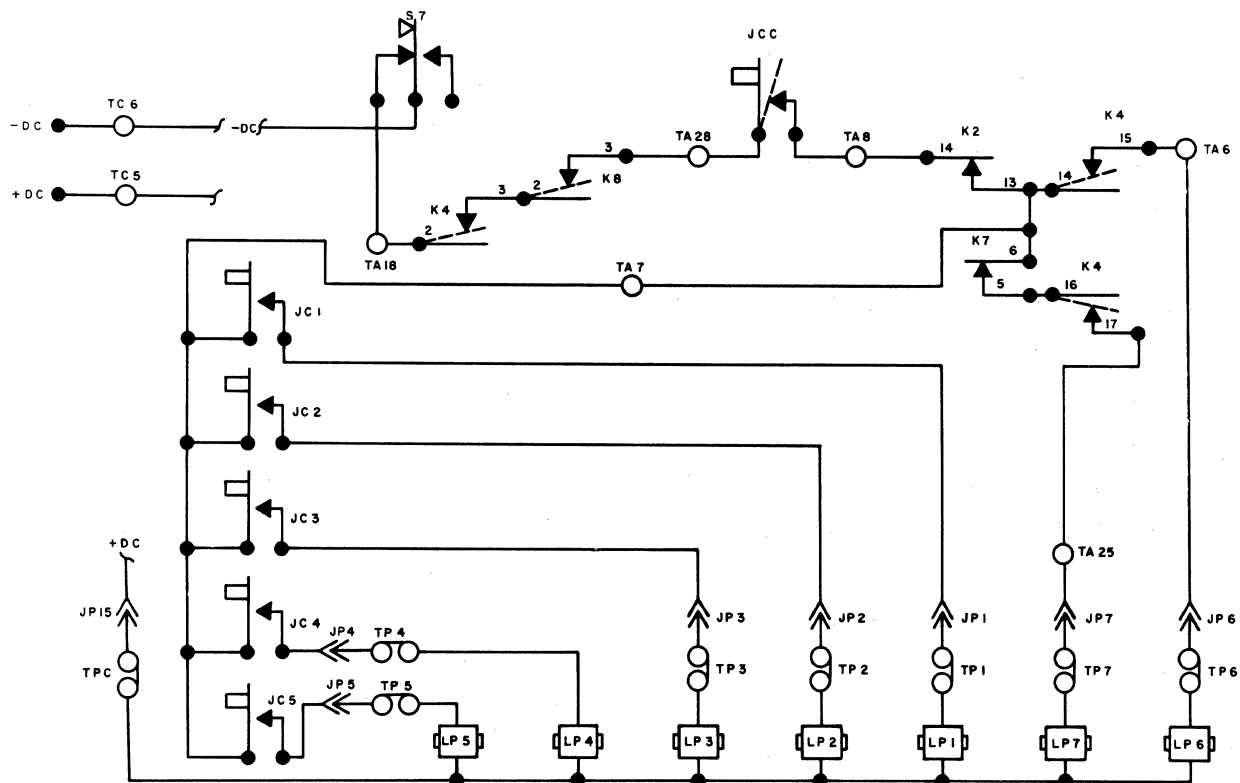 S7
JCC
TC6
-DC
-DC
TA28
TA8
K2
K4
3
14
15
TA6
K8
TC5
+DC
3
2
13
14
K4
2
K7
6
K4
TA18
TA7
5
16
JC1
17
JC2
JC3
+DC
TA25
JP15
JC4
JP4
TP4
JP3
JP2
JP1
JP7
JP6
TPC
TP3
TP2
TP1
TP7
TP6
JC5
JP5
TP5
LP5
LP4
LP3
LP2
LP1
LP7
LP6